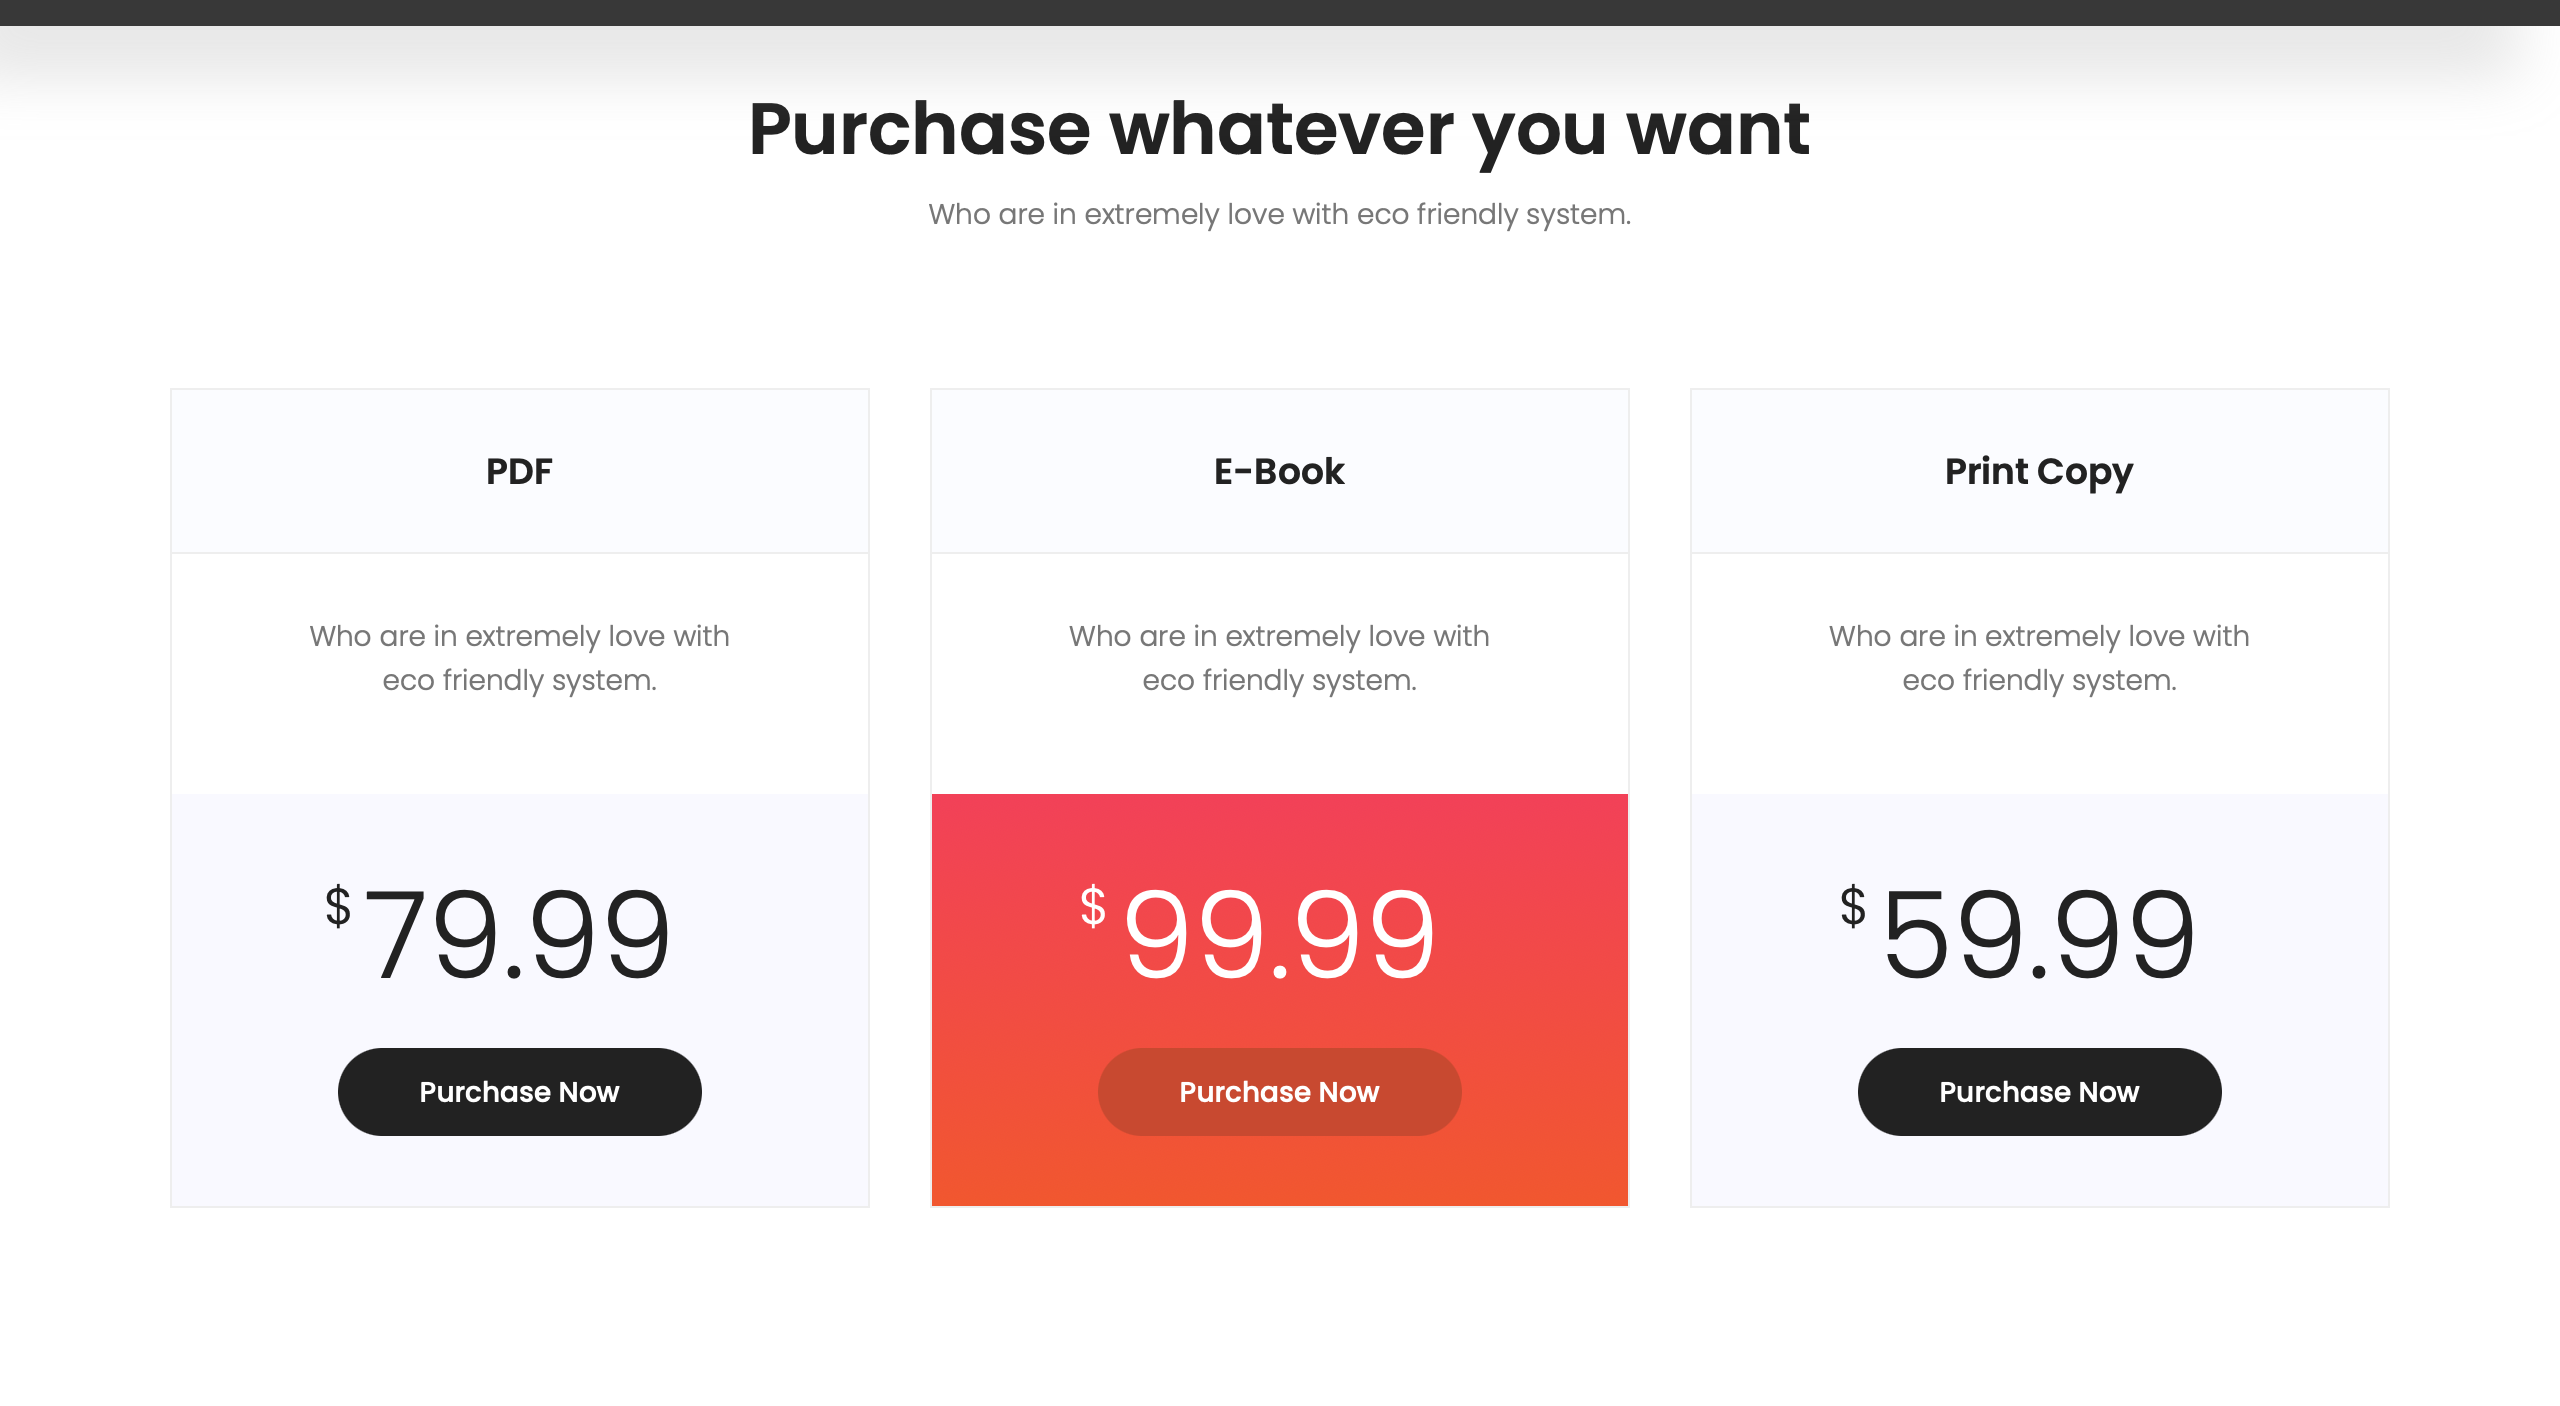 Purchase whatever you want
Who are in extremely love with eco friendly system.
PDF
Who are in extremely love with
eco friendly system.
$79.99
Purchase Now
E-Book
Who are in extremely love with
eco friendly system.
$99.99
Purchase Now
Print Copy
Who are in extremely love with
eco friendly system.
$59.99
Purchase Now